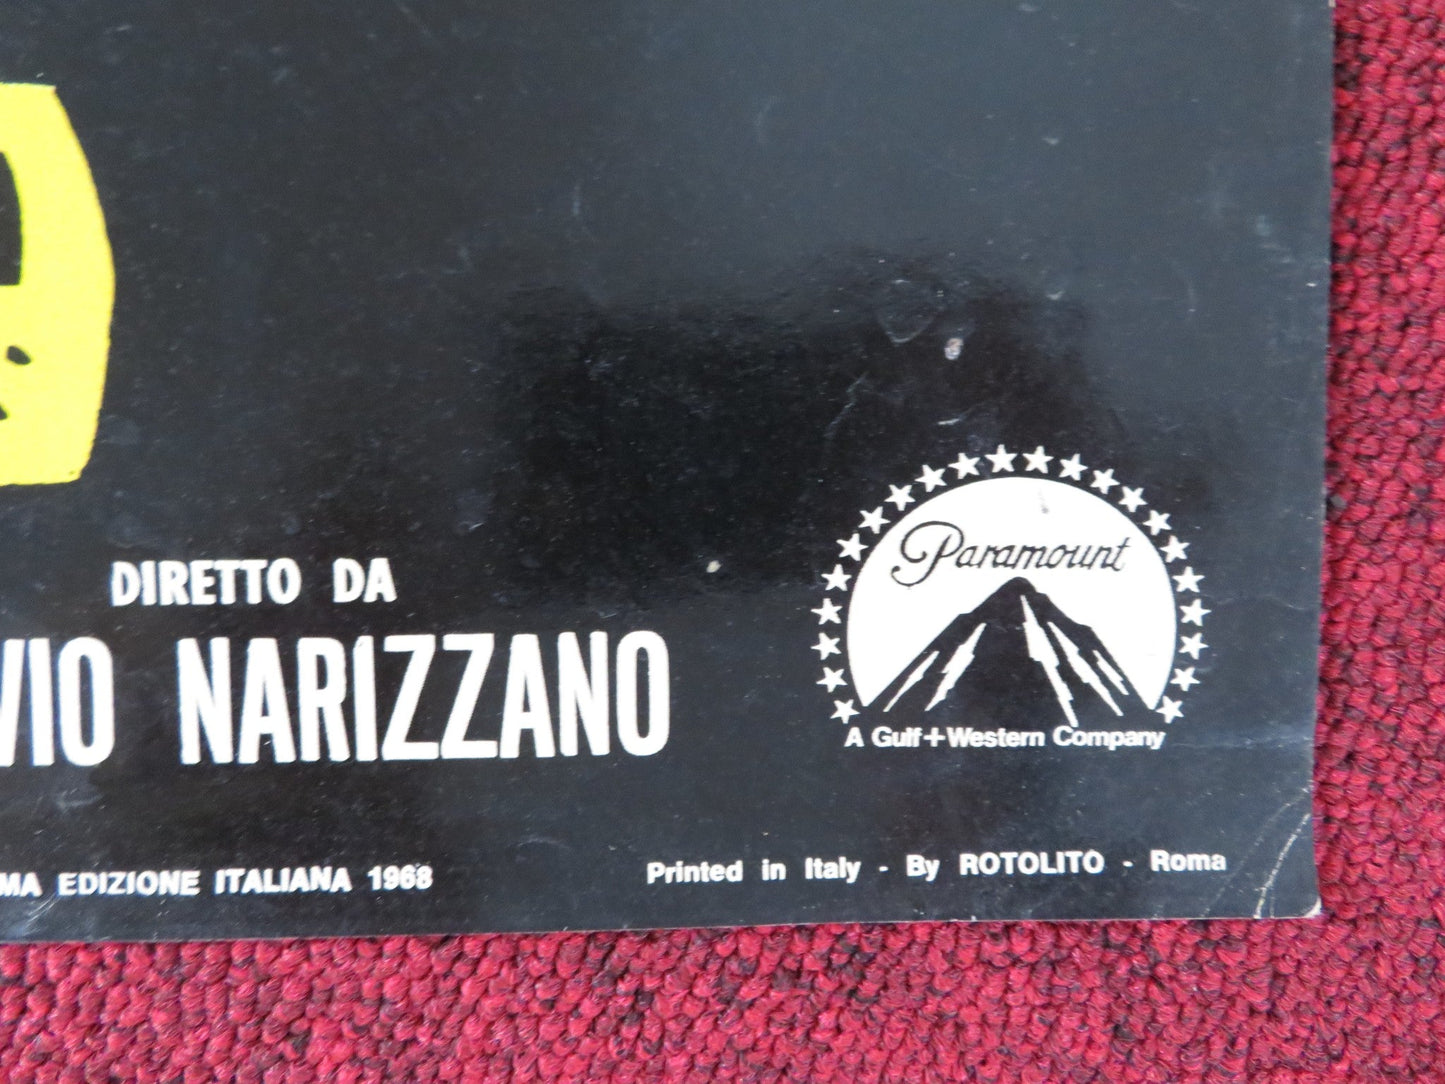 DIRETTO DA
VIO NARIZZANO
Paramount
A Gulf+Western Company
MA EDIZIONE ITALIANA 1968
Printed in Italy - By ROTOLITO - Roma